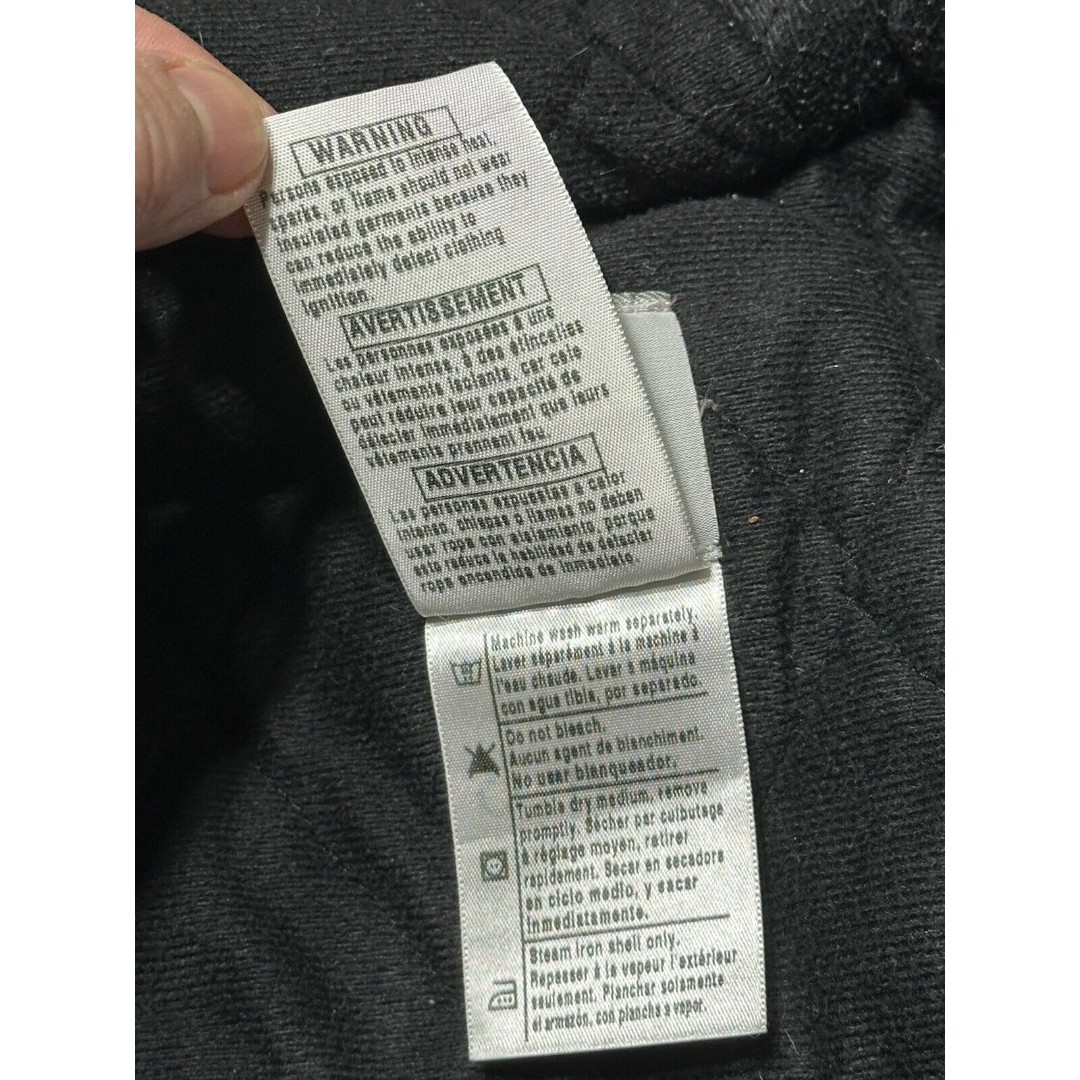 WARNING
Persons exposed to intense heat,
sparks, or flame should not wear
insulated garments because they
can reduce the ability to
immediately detect clothing
ignition.
AVERTISSEMENT
Les personnes exposées à une
chaleur intense, à des étincelles
ou vêtements isolants, car cele
peut réduire leur capacité de
détecter immédiatement que leurs
vêtements prennent feu.
ADVERTENCIA
Las personas expuestas a calor
intenso, chispas o llamas no deben
usar ropa con aislamiento, porque
esto reduce la habilidad de detectar
ropa encendida de inmediato.
Machine wash warm separately.
Laver séparément à la machine à
l'eau chaude. Lavar a máquina
con agua tibia, por separado.
Do not bleach.
Aucun agent de blanchiment.
No usar blanqueador.
Tumble dry medium, remove
promptly. Sécher par culbutage
à réglage moyen, retirer
rapidement. Secar en secadora
en ciclo medio, y sacar
inmediatamente.
Steam iron shell only.
Repasser à la vapeur l'extérieur
seulement. Planchar solamente
el armazón, con plancha a vapor.